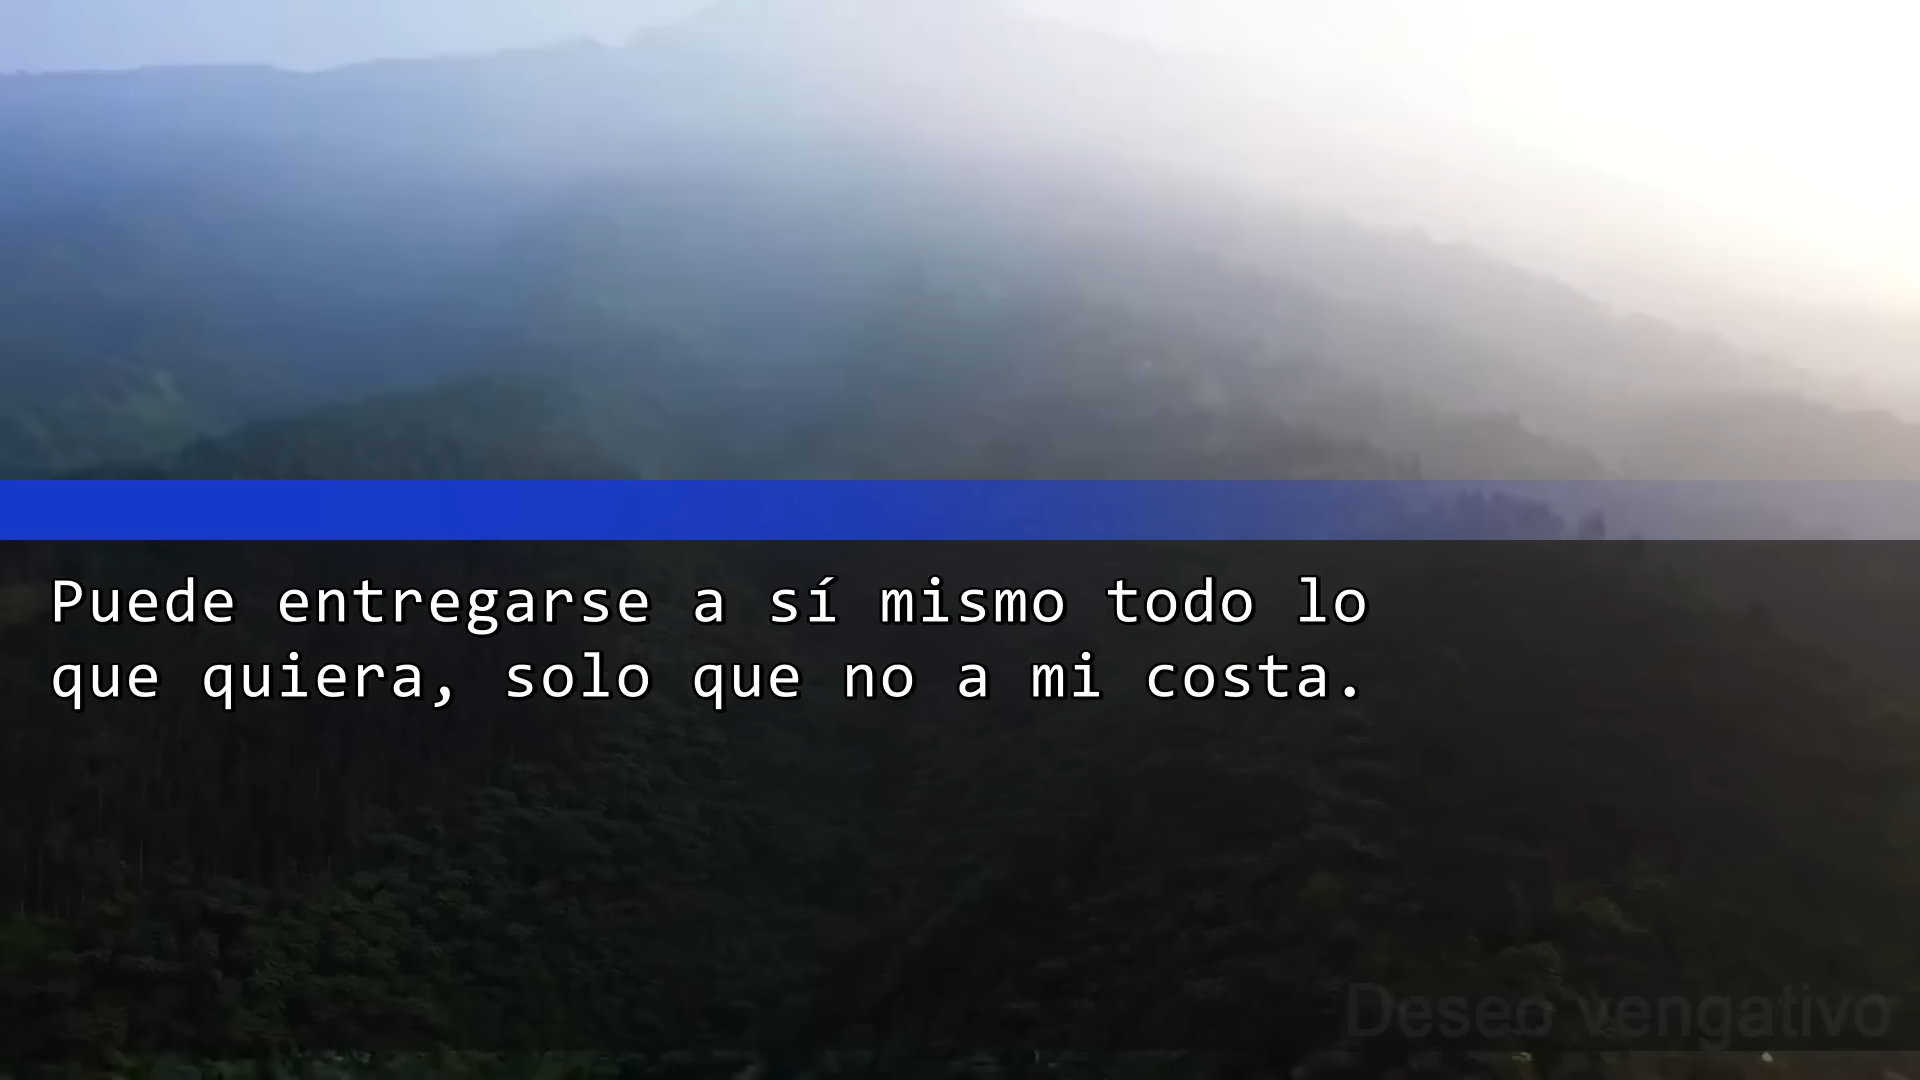 Puede entregarse a sí mismo todo lo
que quiera, solo que no a mi costa.
Deseo vengativo